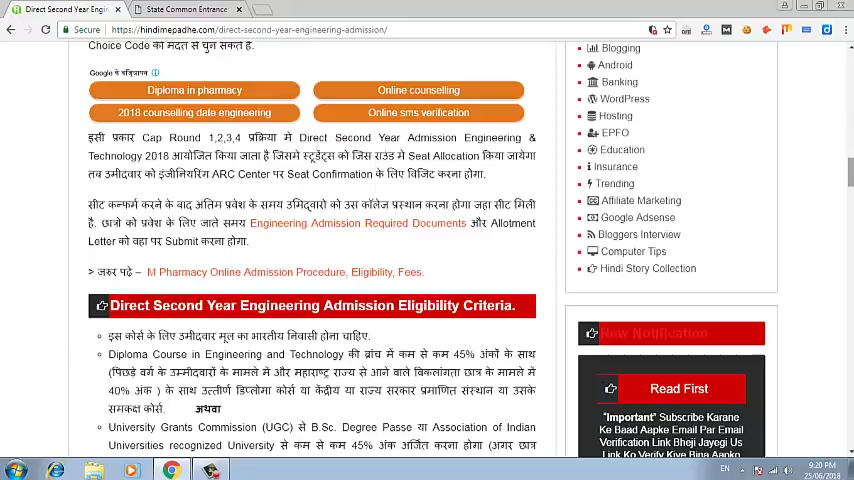 Direct Second Year Engin
State Common Entrance
Secure
https://hindimepadhe.com/direct-second-year-engineering-admission/
Choice Code की मदत से चुन सकते है.
Google के विज्ञापन
Diploma in pharmacy
Online counselling
2018 counselling date engineering
Online sms verification
इसी प्रकार Cap Round 1,2,3,4 प्रक्रिया मे Direct Second Year Admission Engineering &
Technology 2018 आयोजित किया जाता है जिसमे स्टूडेंट्स को जिस राउंड मे Seat Allocation किया जायेगा
तब उमीदवार को इंजीनियरिंग ARC Center पर Seat Confirmation के लिए विजिट करना होगा.
सीट कन्फर्म करने के बाद अंतिम प्रवेश के समय उमिद्वारो को उस कॉलेज प्रस्थान करना होगा जहा सीट मिली
है. छात्रो को प्रवेश के लिए जाते समय Engineering Admission Required Documents और Allotment
Letter को वहा पर Submit करना होगा.
> जरुर पढ़े – M Pharmacy Online Admission Procedure, Eligibility, Fees.
Direct Second Year Engineering Admission Eligibility Criteria.
इस कोर्स के लिए उमीदवार मूल का भारतीय निवासी होना चाहिए.
Diploma Course in Engineering and Technology की ब्रांच में कम से कम 45% अंकों के साथ
(पिछड़े वर्ग के उम्मीदवारों के मामले में और महाराष्ट्र राज्य से आने वाले विकलांगता छात्र के मामले में
40% अंक ) के साथ उत्तीर्ण डिप्लोमा कोर्स या केंद्रीय या राज्य सरकार प्रमाणित संस्थान या उसके
समकक्ष कोर्स. अथवा
University Grants Commission (UGC) से B.Sc. Degree Passe या Association of Indian
Universities recognized University से कम से कम 45% अंक अर्जित करना होगा (अगर छात्र
Blogging
Android
Banking
WordPress
Hosting
EPFO
Education
Insurance
Trending
Affiliate Marketing
Google Adsense
Bloggers Interview
Computer Tips
Hindi Story Collection
New Notification
Read First
"Important" Subscribe Karane
Ke Baad Aapke Email Par Email
Verification Link Bheji Jayegi Us
Link Ko Verify Kiye Bina Aapko
EN
9:20 PM
25/06/2018